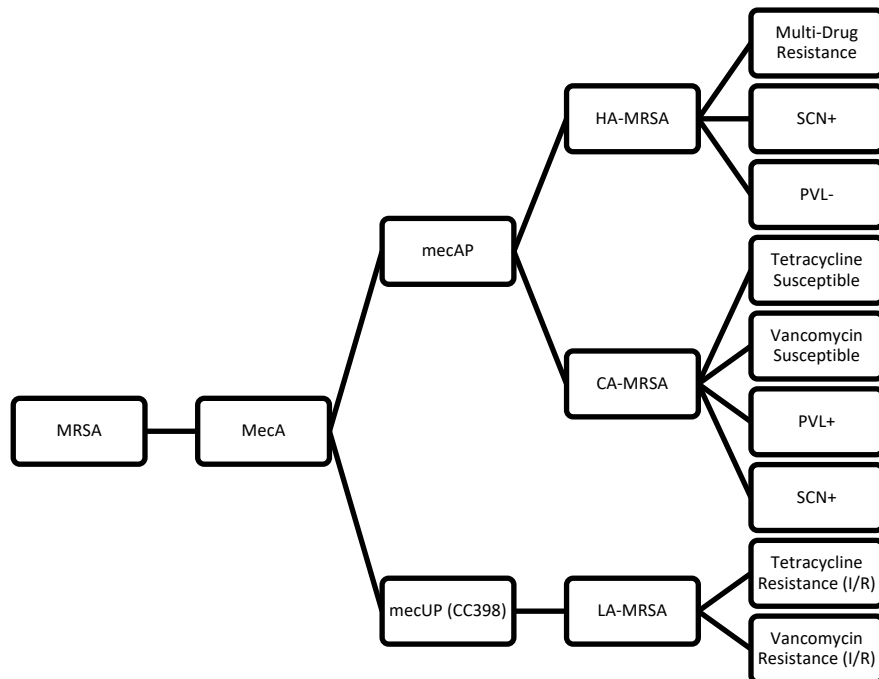 Multi-Drug
Resistance
HA-MRSA
SCN+
PVL-
mecAP
Tetracycline
Susceptible
Vancomycin
Susceptible
CA-MRSA
MRSA
MecA
PVL+
SCN+
Tetracycline
Resistance (I/R)
mecUP (CC398)
LA-MRSA
Vancomycin
Resistance (I/R)